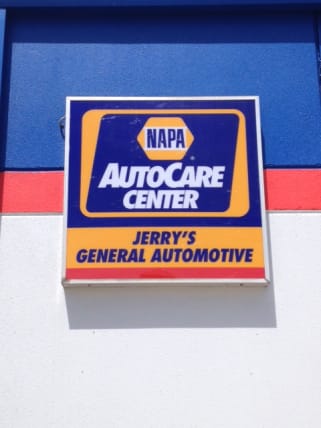 NAPA
AUTOCARE
CENTER
JERRY'S
GENERAL AUTOMOTIVE